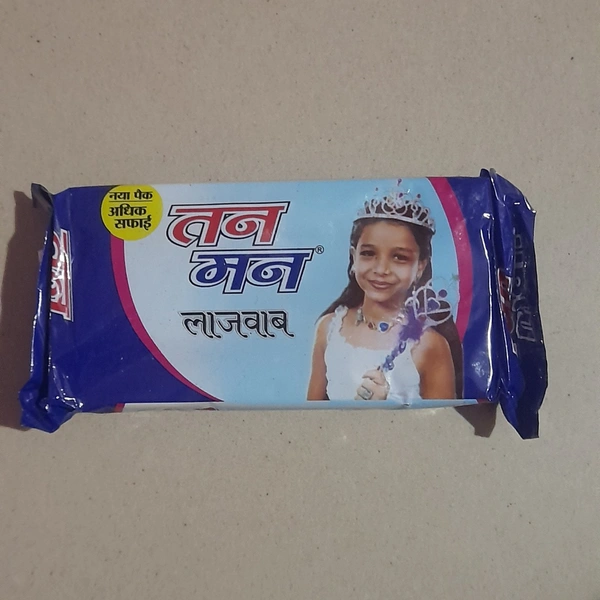 नया पैक
अधिक
सफाई
तन
मन®
लाजवाब